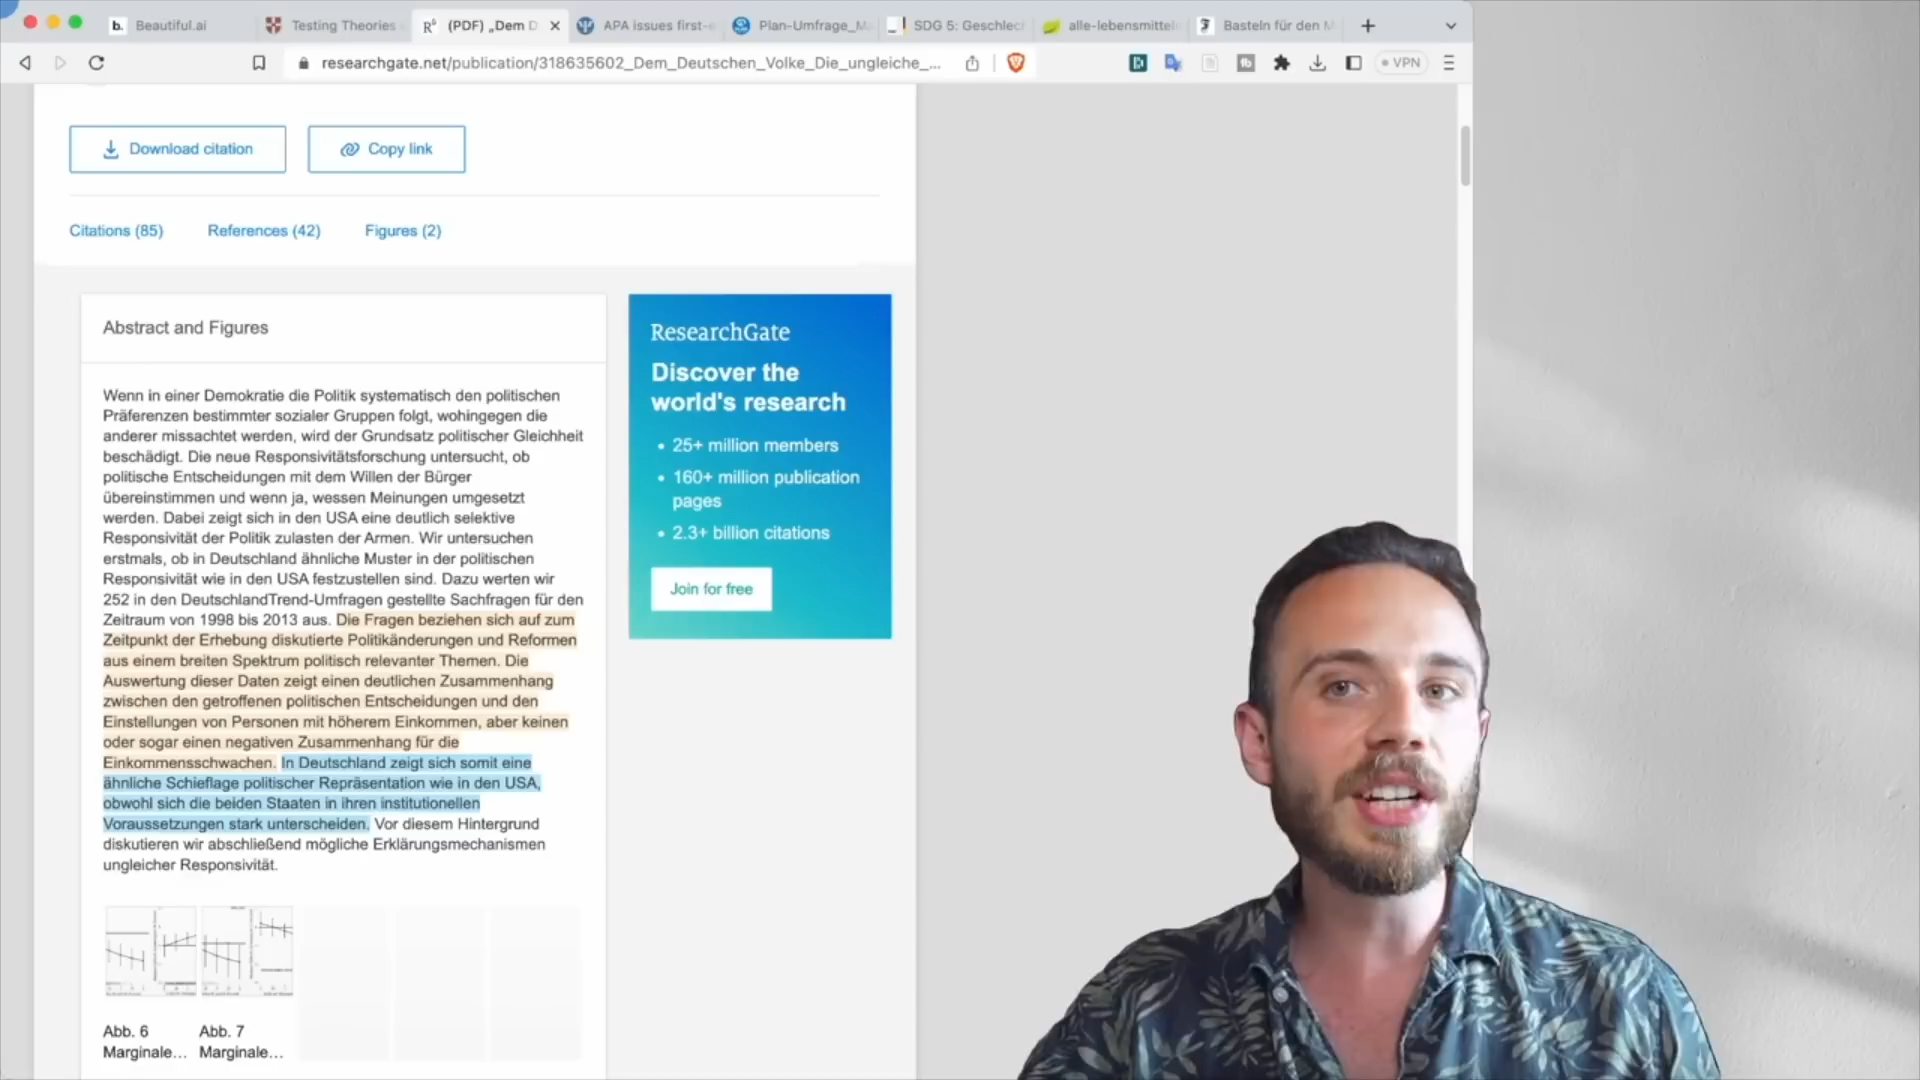 b. Beautiful.ai
Testing Theories
R⁶ (PDF) „Dem D
APA issues first-
Plan-Umfrage_M
SDG 5: Geschlec
alle-lebensmittel
Basteln für den M
researchgate.net/publication/318635602_Dem_Deutschen_Volke_Die_ungleiche_...
VPN
Download citation
Copy link
Citations (85)
References (42)
Figures (2)
Abstract and Figures
Wenn in einer Demokratie die Politik systematisch den politischen
Präferenzen bestimmter sozialer Gruppen folgt, wohingegen die
anderer missachtet werden, wird der Grundsatz politischer Gleichheit
beschädigt. Die neue Responsivitätsforschung untersucht, ob
politische Entscheidungen mit dem Willen der Bürger
übereinstimmen und wenn ja, wessen Meinungen umgesetzt
werden. Dabei zeigt sich in den USA eine deutlich selektive
Responsivität der Politik zulasten der Armen. Wir untersuchen
erstmals, ob in Deutschland ähnliche Muster in der politischen
Responsivität wie in den USA festzustellen sind. Dazu werten wir
252 in den DeutschlandTrend-Umfragen gestellte Sachfragen für den
Zeitraum von 1998 bis 2013 aus. Die Fragen beziehen sich auf zum
Zeitpunkt der Erhebung diskutierte Politikänderungen und Reformen
aus einem breiten Spektrum politisch relevanter Themen. Die
Auswertung dieser Daten zeigt einen deutlichen Zusammenhang
zwischen den getroffenen politischen Entscheidungen und den
Einstellungen von Personen mit höherem Einkommen, aber keinen
oder sogar einen negativen Zusammenhang für die
Einkommensschwachen. In Deutschland zeigt sich somit eine
ähnliche Schieflage politischer Repräsentation wie in den USA,
obwohl sich die beiden Staaten in ihren institutionellen
Voraussetzungen stark unterscheiden. Vor diesem Hintergrund
diskutieren wir abschließend mögliche Erklärungsmechanismen
ungleicher Responsivität.
Abb. 6
Marginale...
Abb. 7
Marginale...
ResearchGate
Discover the
world's research
• 25+ million members
• 160+ million publication
pages
• 2.3+ billion citations
Join for free